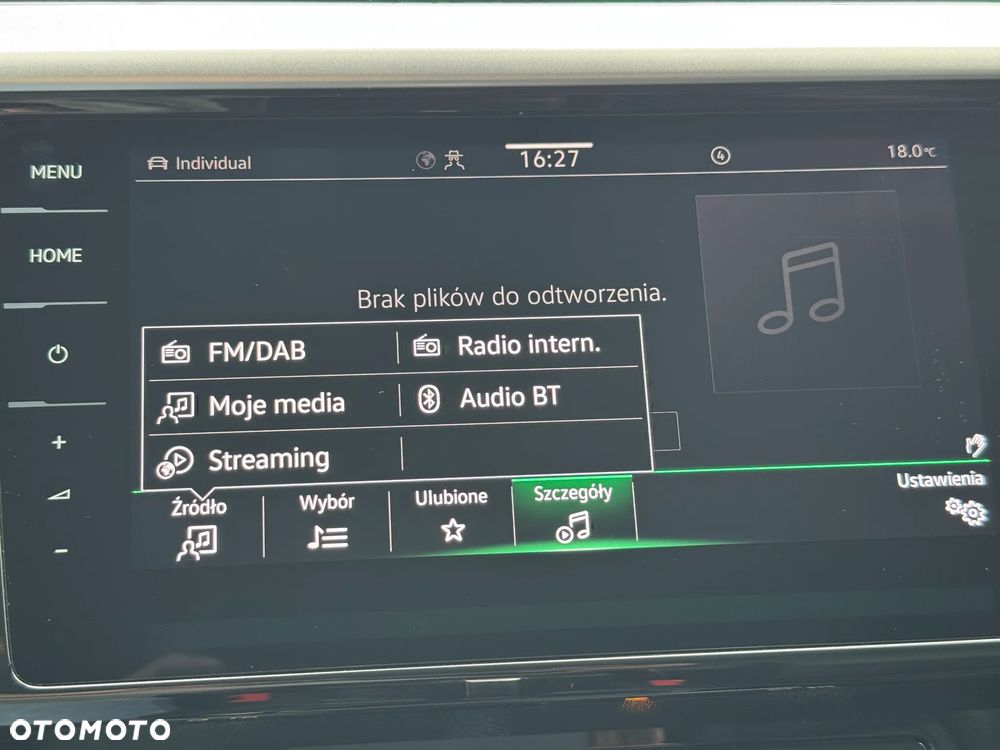 MENU
HOME
+
-
Individual
16:27
4
18.0°C
Brak plików do odtworzenia.
FM/DAB
Radio intern.
Moje media
Audio BT
Streaming
Źródło
Wybór
Ulubione
Szczegóły
Ustawienia
OTOMOTO